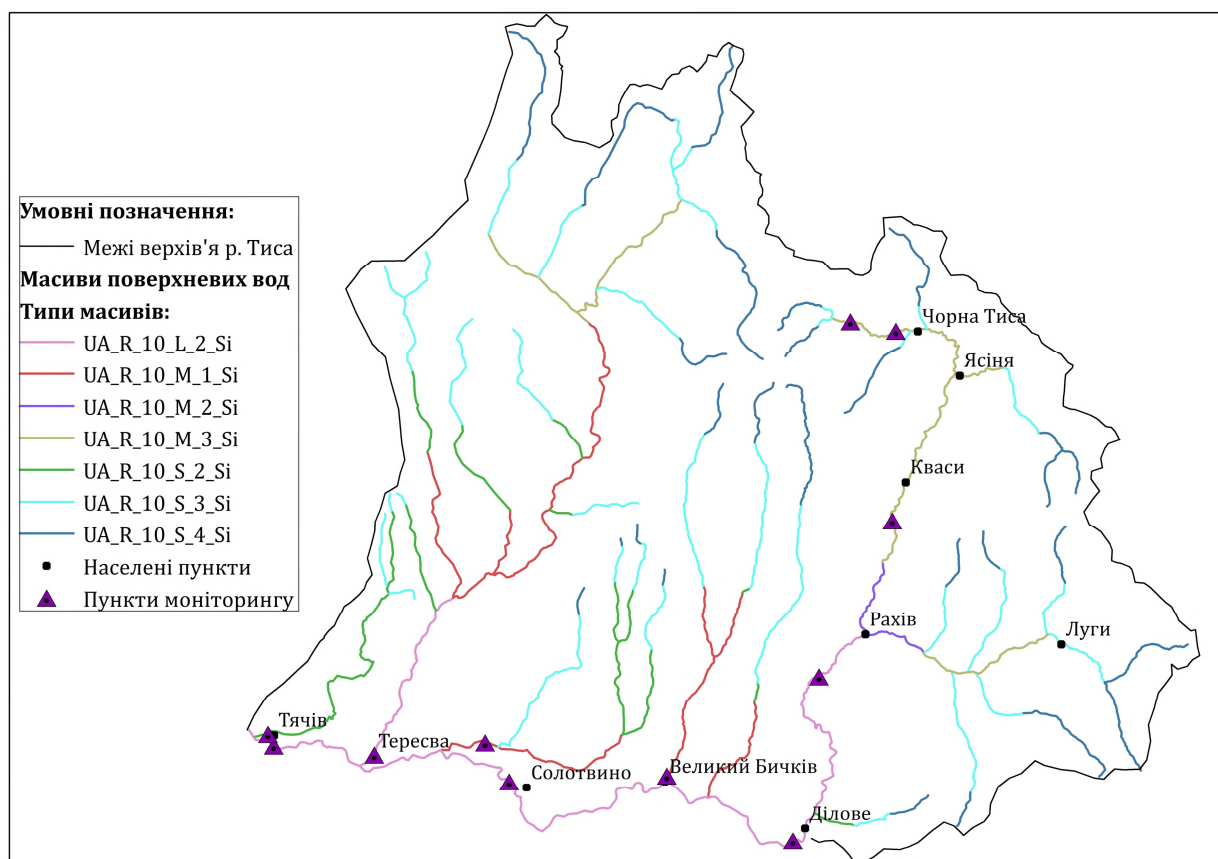 Умовні позначення:
Межі верхів'я р. Тиса
Масиви поверхневих вод
Типи масивів:
UA_R_10_L_2_Si
UA_R_10_M_1_Si
UA_R_10_M_2_Si
UA_R_10_M_3_Si
UA_R_10_S_2_Si
UA_R_10_S_3_Si
UA_R_10_S_4_Si
Населені пункти
Пункти моніторингу
Чорна Тиса
Ясіня
Кваси
Рахів
Луги
Тячів
Тересва
Солотвино
Великий Бичків
Ділове